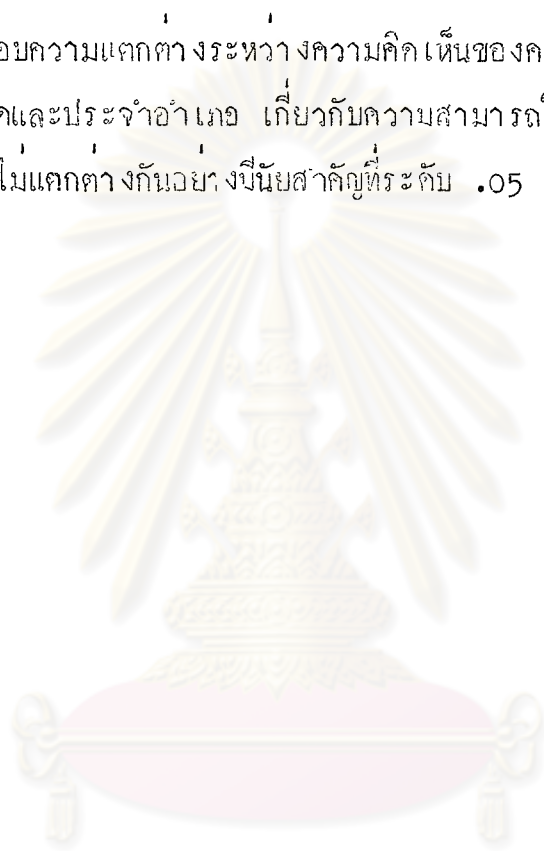 อบความแตกต่างระหว่างความคิดเห็นของค
ดและประจำอำเภอ เกี่ยวกับความสามารถใ
ไม่แตกต่างกันอย่างมีนัยสำคัญที่ระดับ .05